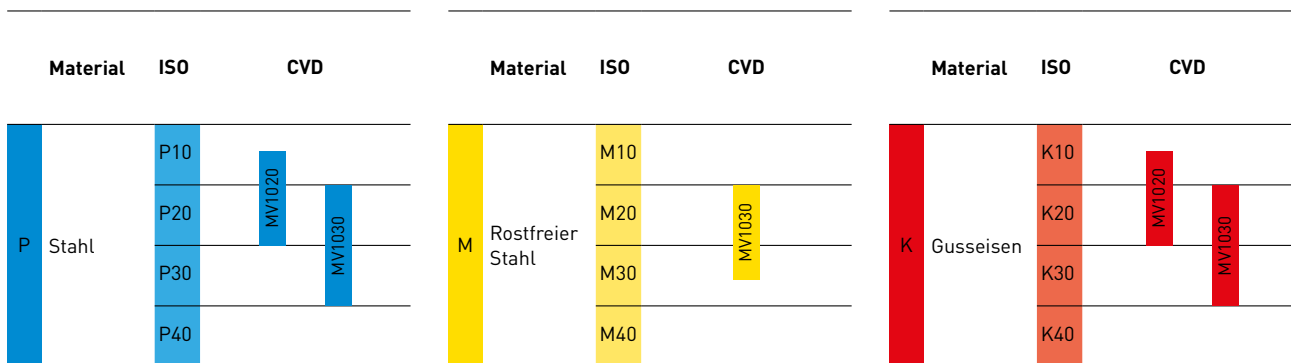 Material ISO CVD
P10
P20
P Stahl
P30
P40
MV1020
MV1030
Material ISO CVD
M10
M20
M Rostfreier
Stahl
M30
M40
MV1030
Material ISO CVD
K10
K20
K Gusseisen
K30
K40
MV1020
MV1030